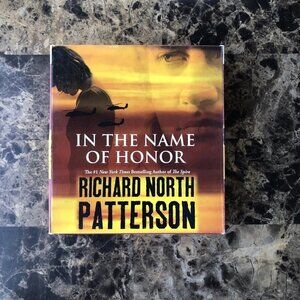 IN THE NAME
OF HONOR
The #1 New York Times Bestselling Author of The Spire
RICHARD NORTH
PATTERSON